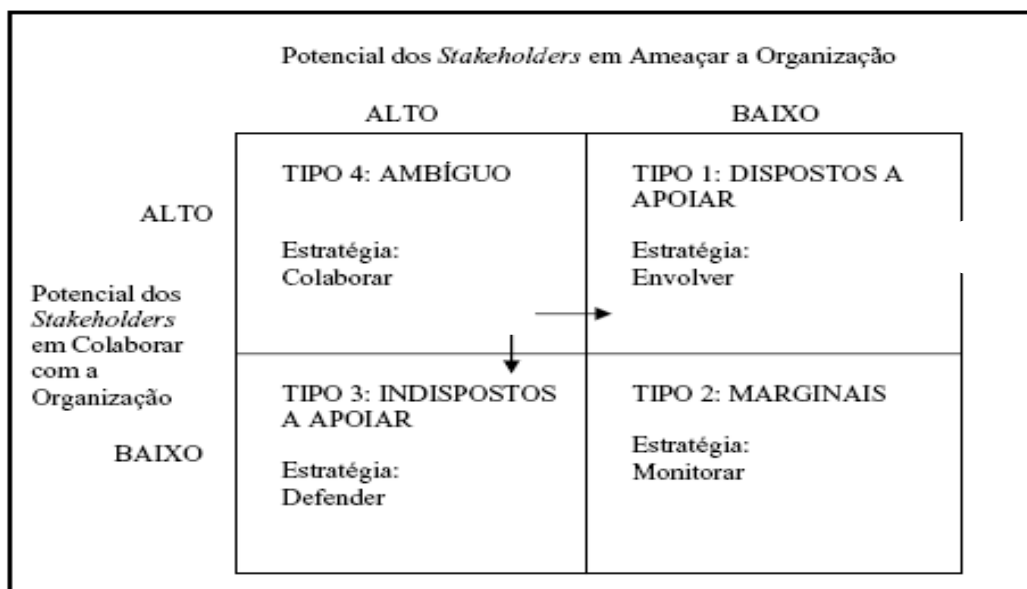 Potencial dos Stakeholders em Ameaçar a Organização
ALTO
BAIXO
TIPO 4: AMBÍGUO
Estratégia:
Colaborar
TIPO 1: DISPOSTOS A
APOIAR
Estratégia:
Envolver
ALTO
Potencial dos
Stakeholders
em Colaborar
com a
Organização
BAIXO
TIPO 3: INDISPOSTOS
A APOIAR
Estratégia:
Defender
TIPO 2: MARGINAIS
Estratégia:
Monitorar